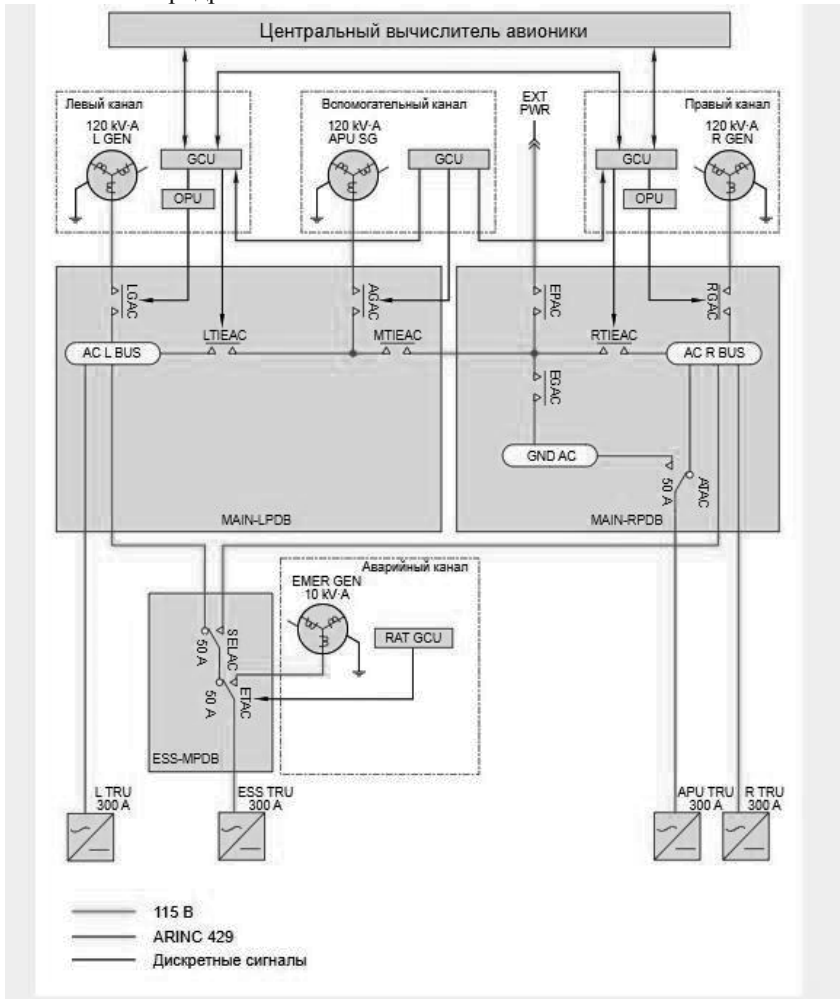 Центральный вычислитель авионики
Левый канал
120 kV·A
L GEN
GCU
OPU
Вспомогательный канал
120 kV·A
APU SG
GCU
EXT
PWR
Правый канал
120 kV·A
R GEN
GCU
OPU
LGAC
AGAC
EPAC
RGAC
LTIEAC
MTIEAC
RTIEAC
AC L BUS
AC R BUS
EGAC
GND AC
50 A
ATAC
MAIN-LPDB
MAIN-RPDB
Аварийный канал
EMER GEN
10 kV·A
RAT GCU
SELAC
50 A
50 A
ETAC
ESS-MPDB
L TRU
300 A
ESS TRU
300 A
APU TRU
300 A
R TRU
300 A
115 В
ARINC 429
Дискретные сигналы